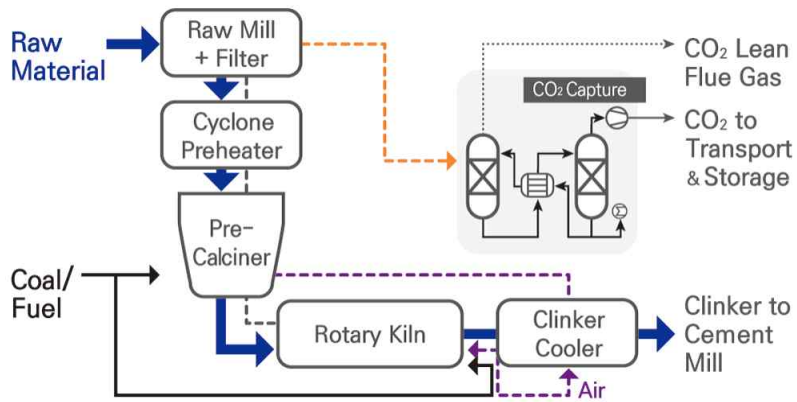 Raw
Material
Raw Mill
+ Filter
Cyclone
Preheater
Pre-
Calciner
Coal/
Fuel
Rotary Kiln
Clinker
Cooler
Air
Clinker to
Cement
Mill
CO₂ Capture
CO₂ Lean
Flue Gas
CO₂ to
Transport
& Storage